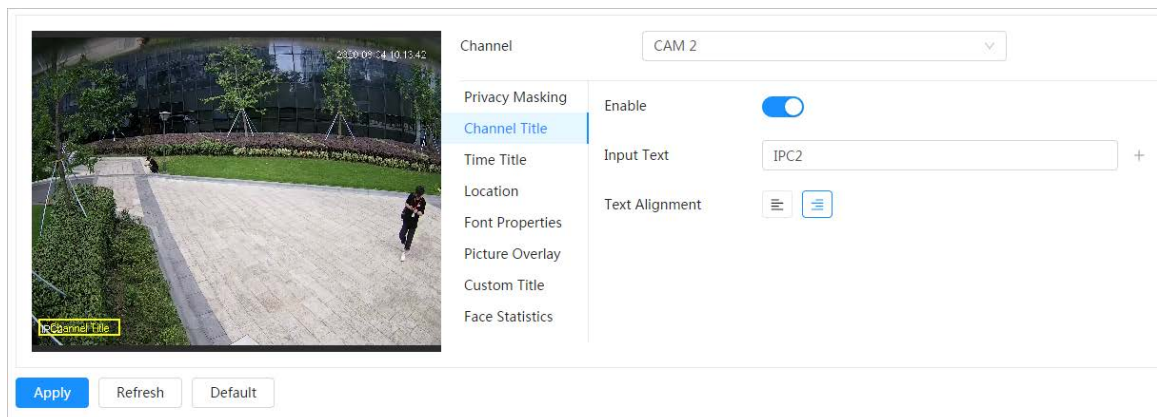 2020-09-24 10:13:42
Channel
CAM 2
Privacy Masking
Channel Title
Time Title
Location
Font Properties
Picture Overlay
Custom Title
Face Statistics
Enable
Input Text
IPC2
+
Text Alignment
Channel Title
Apply
Refresh
Default